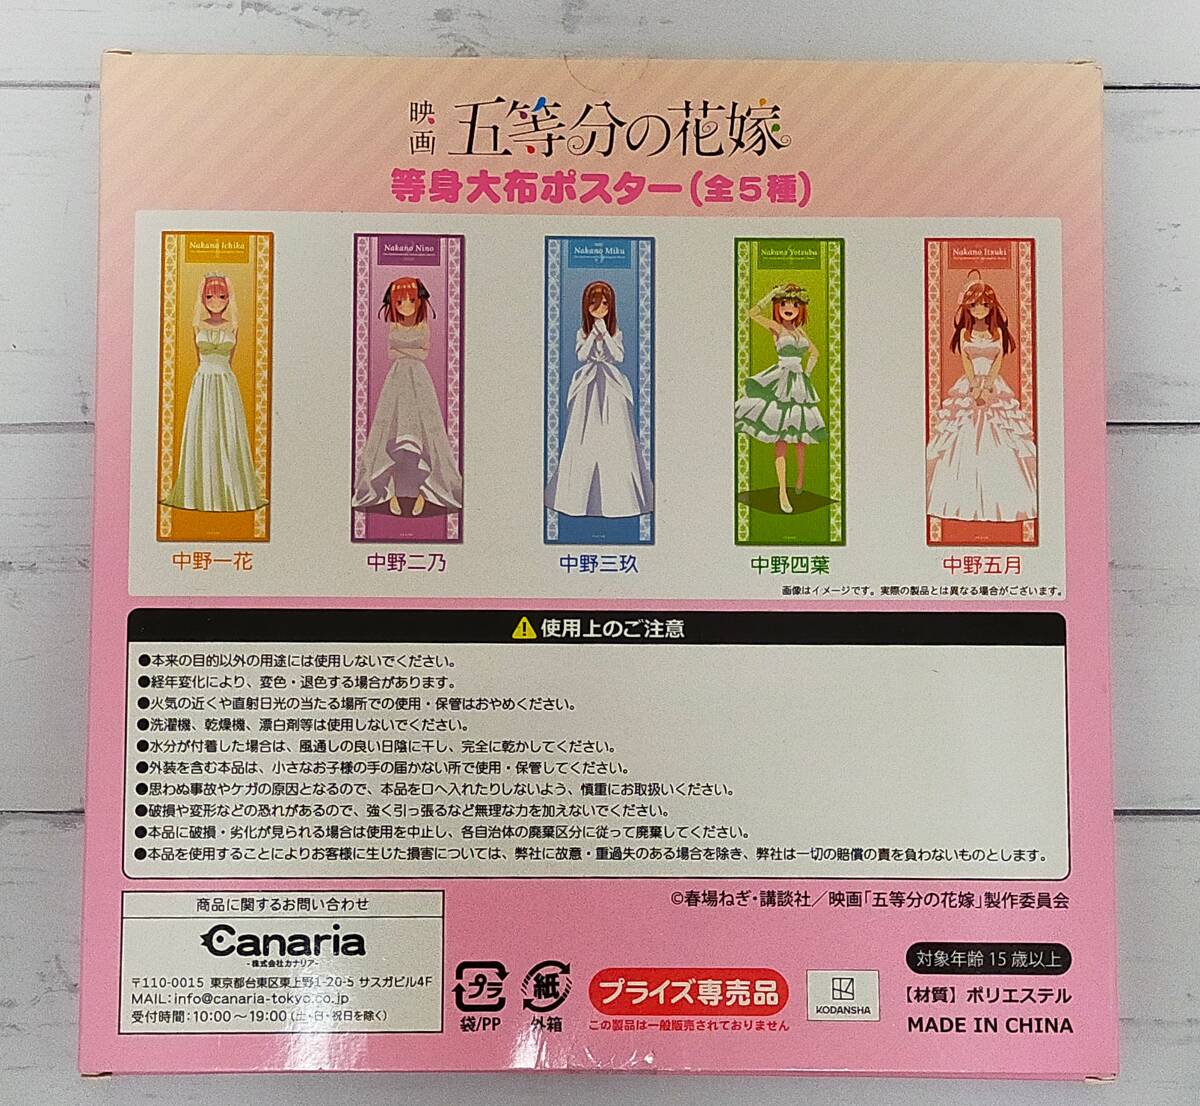 映画 五等分の花嫁
等身大布ポスター(全5種)
Nakano Ichika
Nakano Nino
Nakano Miku
Nakano Yotsuba
Nakano Itsuki
中野一花
中野二乃
中野三玖
中野四葉
中野五月
画像はイメージです。実際の製品とは異なる場合がございます。
使用上のご注意
●本来の目的以外の用途には使用しないでください。
●経年変化により、変色・退色する場合があります。
●火気の近くや直射日光の当たる場所での使用・保管はおやめください。
●洗濯機、乾燥機、漂白剤等は使用しないでください。
●水分が付着した場合は、風通しの良い日陰に干し、完全に乾かしてください。
●外装を含む本品は、小さなお子様の手の届かない所で使用・保管してください。
●思わぬ事故やケガの原因となるので、本品を口へ入れたりしないよう、慎重にお取扱いください。
●破損や変形などの恐れがあるので、強く引っ張るなど無理な力を加えないでください。
●本品に破損・劣化が見られる場合は使用を中止し、各自治体の廃棄区分に従って廃棄してください。
●本品を使用することによりお客様に生じた損害については、弊社に故意・重過失のある場合を除き、弊社は一切の賠償の責を負わないものとします。
©春場ねぎ・講談社／映画「五等分の花嫁」製作委員会
商品に関するお問い合わせ
Canaria
-株式会社カナリア-
〒110-0015 東京都台東区東上野1-20-5 サスガビル4F
MAIL:info@canaria-tokyo.co.jp
受付時間:10:00～19:00(土・日・祝日を除く)
プラ
袋/PP
紙
外箱
プライズ専売品
この製品は一般販売されておりません
KODANSHA
対象年齢15歳以上
【材質】ポリエステル
MADE IN CHINA